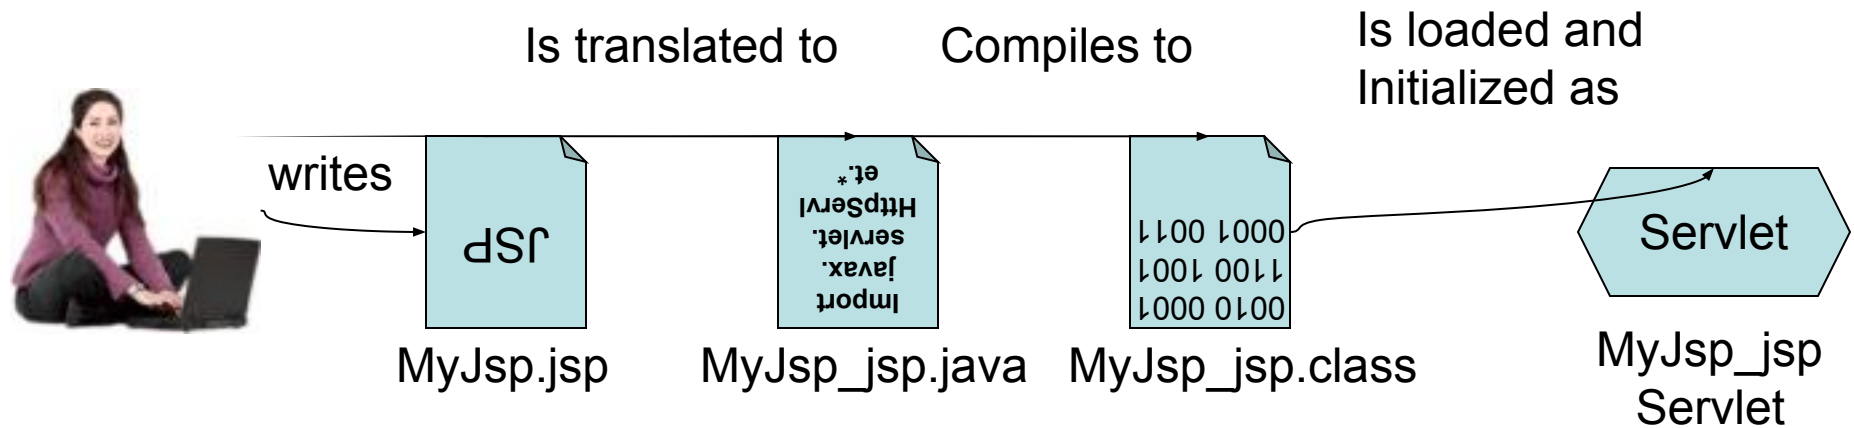 Is translated to
Compiles to
Is loaded and
Initialized as
writes
JSP
Import
javax.
servlet.
HttpServl
et.*
0010 0001
1100 1001
0001 0011
Servlet
MyJsp.jsp
MyJsp_jsp.java
MyJsp_jsp.class
MyJsp_jsp
Servlet